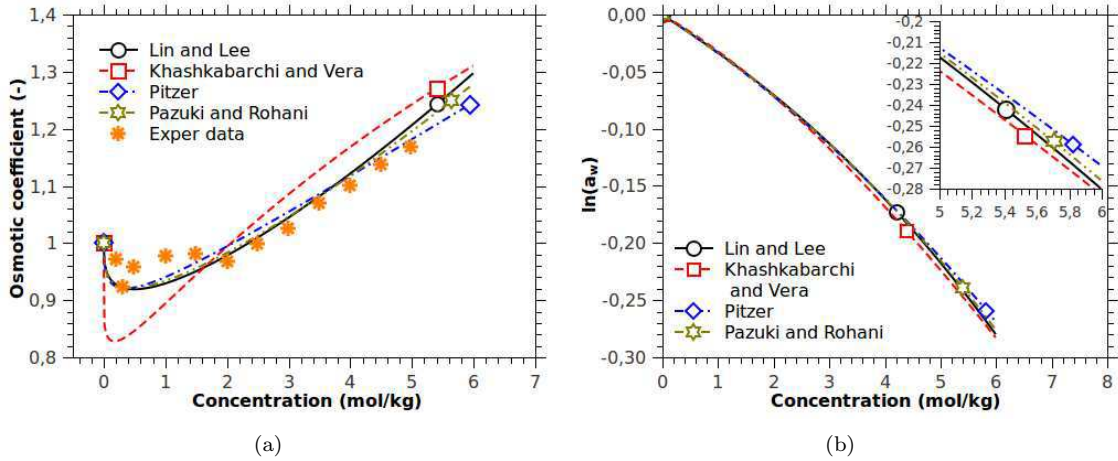 1,4
1,3
1,2
1,1
1
0,9
0,8
Osmotic coefficient (-)
Lin and Lee
Khashkabarchi and Vera
Pitzer
Pazuki and Rohani
Exper data
0 1 2 3 4 5 6 7
Concentration (mol/kg)
(a)
0,00
-0,05
-0,10
-0,15
-0,20
-0,25
-0,30
ln(aw)
-0,2
-0,21
-0,22
-0,23
-0,24
-0,25
-0,26
-0,27
-0,28
5 5,2 5,4 5,6 5,8 6
Lin and Lee
Khashkabarchi
and Vera
Pitzer
Pazuki and Rohani
0 1 2 3 4 5 6 7 8
Concentration (mol/kg)
(b)